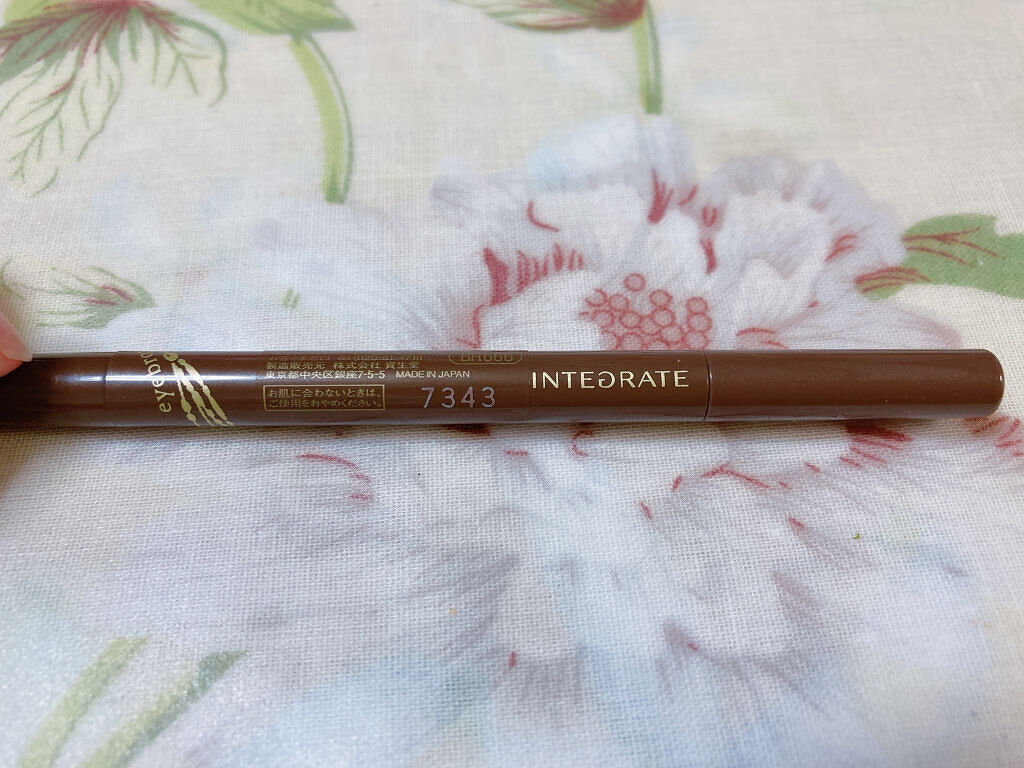 eyebro
BR666
製造販売元 株式会社 資生堂
東京都中央区銀座7-5-5 MADE IN JAPAN
お肌に合わないときは、
ご使用をおやめください。
7343
INTEGRATE